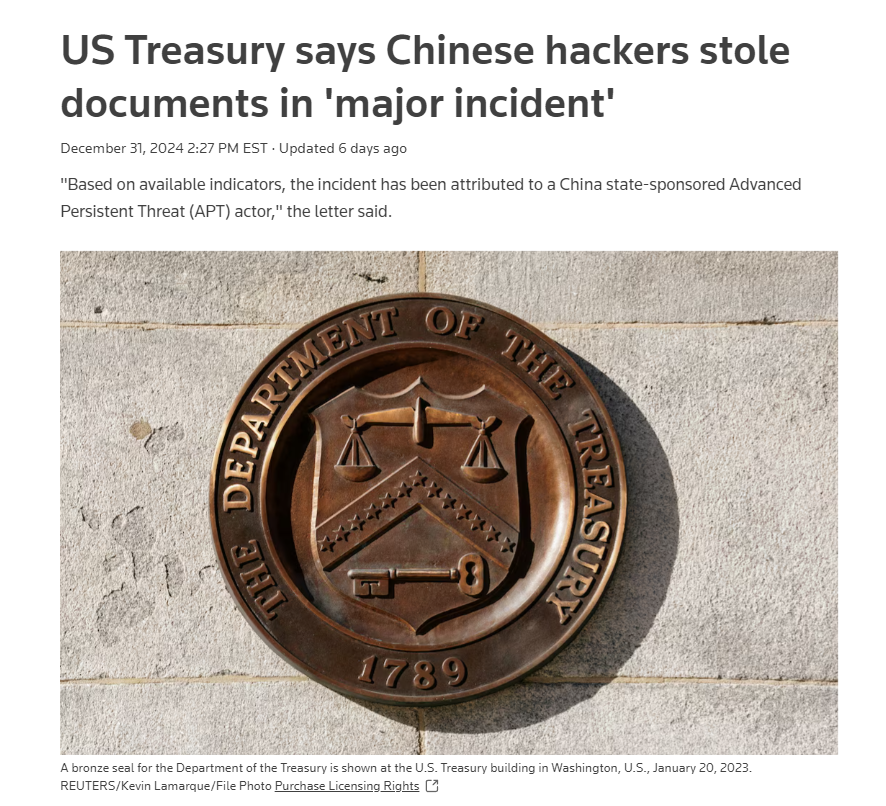 US Treasury says Chinese hackers stole
documents in 'major incident'
December 31, 2024 2:27 PM EST · Updated 6 days ago
"Based on available indicators, the incident has been attributed to a China state-sponsored Advanced
Persistent Threat (APT) actor," the letter said.
THE DEPARTMENT OF THE TREASURY
1789
A bronze seal for the Department of the Treasury is shown at the U.S. Treasury building in Washington, U.S., January 20, 2023.
REUTERS/Kevin Lamarque/File Photo Purchase Licensing Rights